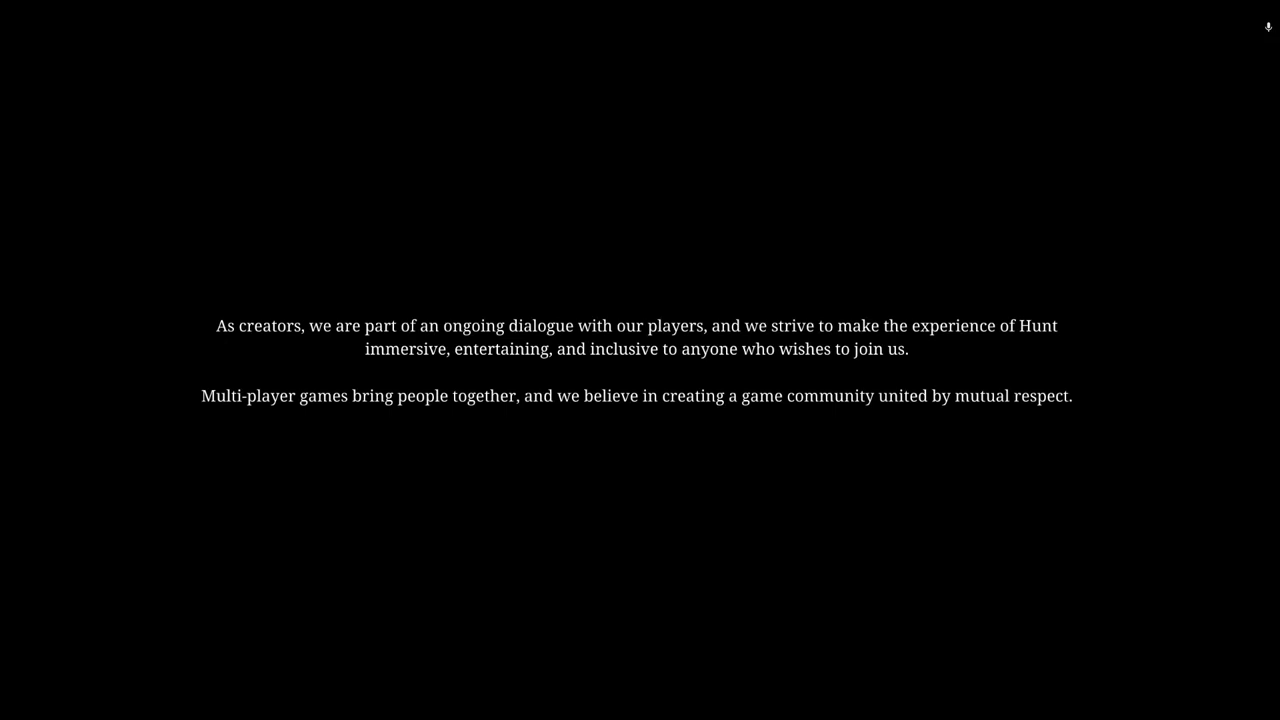 As creators, we are part of an ongoing dialogue with our players, and we strive to make the experience of Hunt
immersive, entertaining, and inclusive to anyone who wishes to join us.
Multi-player games bring people together, and we believe in creating a game community united by mutual respect.